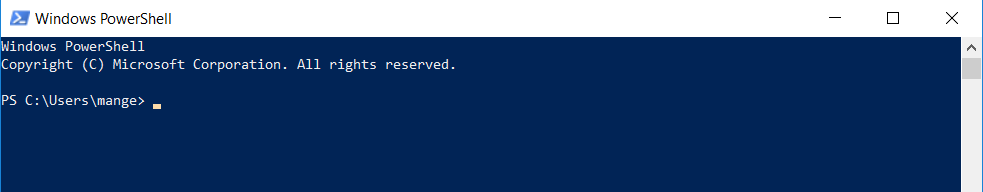 Windows PowerShell
Windows PowerShell
Copyright (C) Microsoft Corporation. All rights reserved.
PS C:\Users\mange>